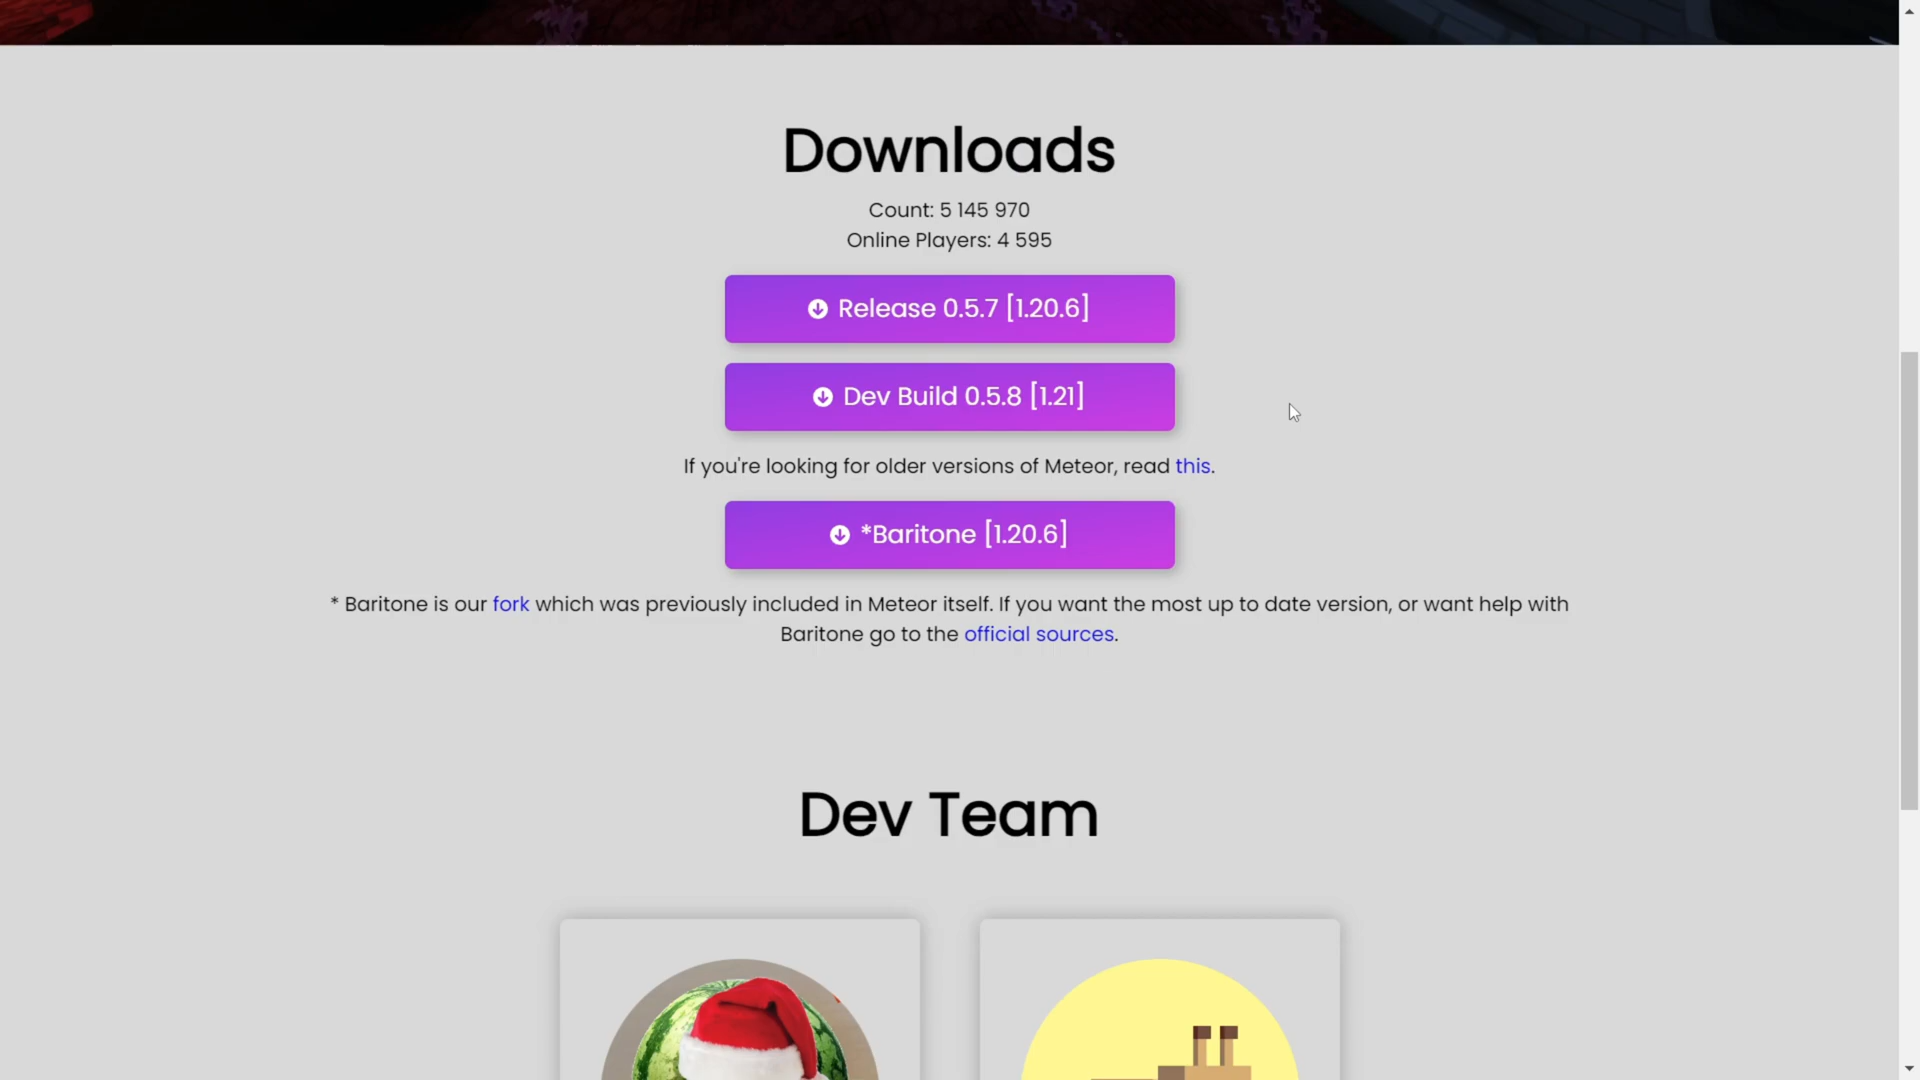 Downloads
Count: 5 145 970
Online Players: 4 595
Release 0.5.7 [1.20.6]
Dev Build 0.5.8 [1.21]
If you're looking for older versions of Meteor, read this.
*Baritone [1.20.6]
* Baritone is our fork which was previously included in Meteor itself. If you want the most up to date version, or want help with
Baritone go to the official sources.
Dev Team